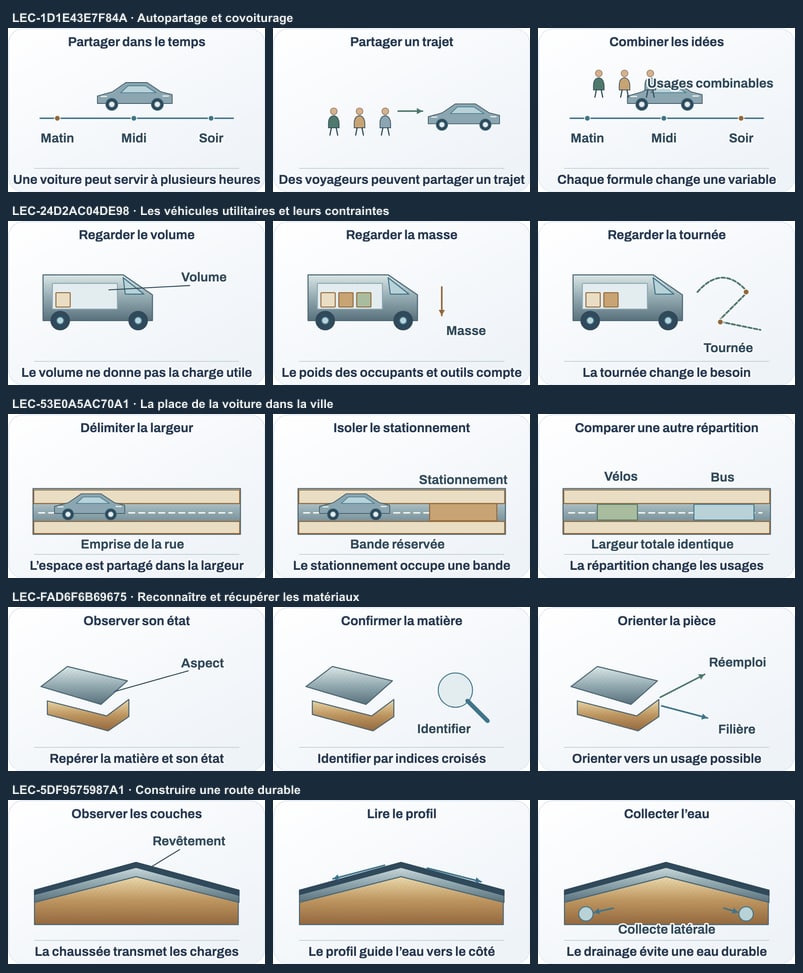 LEC-1D1E43E7F84A · Autopartage et covoiturage
Partager dans le temps
Matin Midi Soir
Une voiture peut servir à plusieurs heures
Partager un trajet
Des voyageurs peuvent partager un trajet
Combiner les idées
Usages combinables
Matin Midi Soir
Chaque formule change une variable
LEC-24D2AC04DE98 · Les véhicules utilitaires et leurs contraintes
Regarder le volume
Volume
Le volume ne donne pas la charge utile
Regarder la masse
Masse
Le poids des occupants et outils compte
Regarder la tournée
Tournée
La tournée change le besoin
LEC-53E0A5AC70A1 · La place de la voiture dans la ville
Délimiter la largeur
Emprise de la rue
L'espace est partagé dans la largeur
Isoler le stationnement
Stationnement
Bande réservée
Le stationnement occupe une bande
Comparer une autre répartition
Vélos Bus
Largeur totale identique
La répartition change les usages
LEC-FAD6F6B69675 · Reconnaître et récupérer les matériaux
Observer son état
Aspect
Repérer la matière et son état
Confirmer la matière
Identifier
Identifier par indices croisés
Orienter la pièce
Réemploi
Filière
Orienter vers un usage possible
LEC-5DF9575987A1 · Construire une route durable
Observer les couches
Revêtement
La chaussée transmet les charges
Lire le profil
Le profil guide l'eau vers le côté
Collecter l'eau
Collecte latérale
Le drainage évite une eau durable